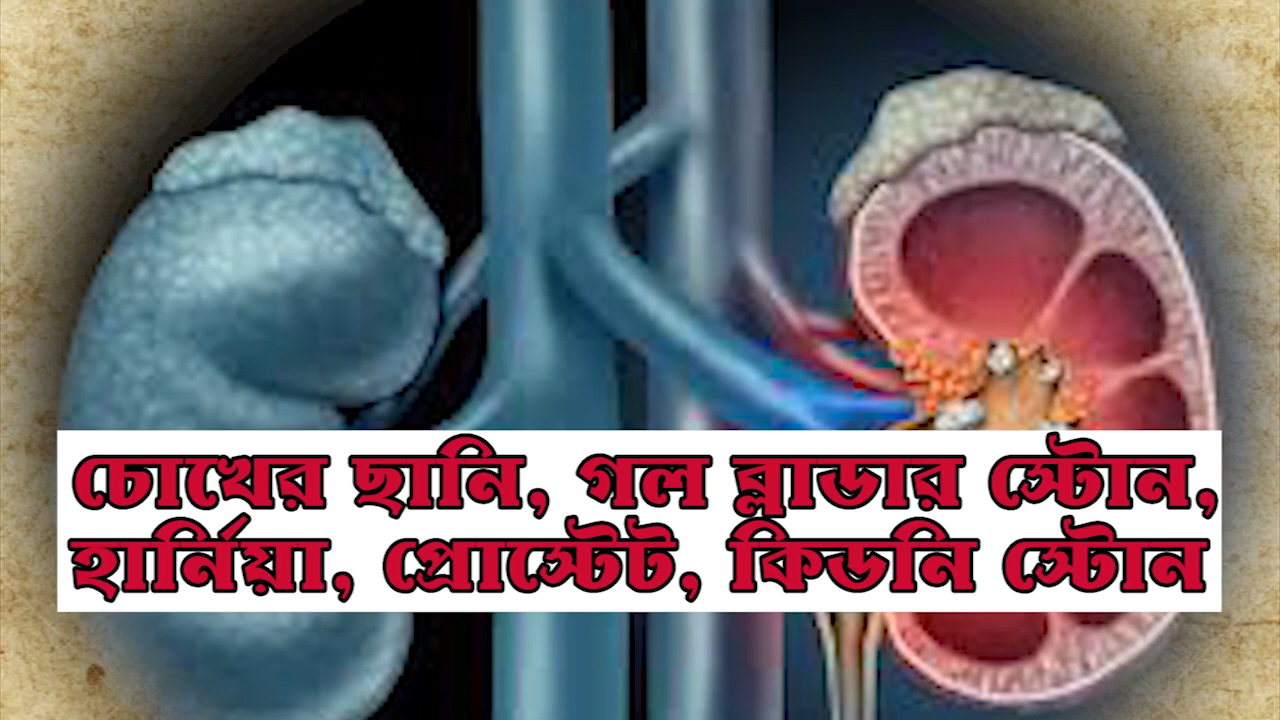 চোখের ছানি, গল ব্লাডার স্টোন,
হার্নিয়া, প্রোস্টেট, কিডনি স্টোন